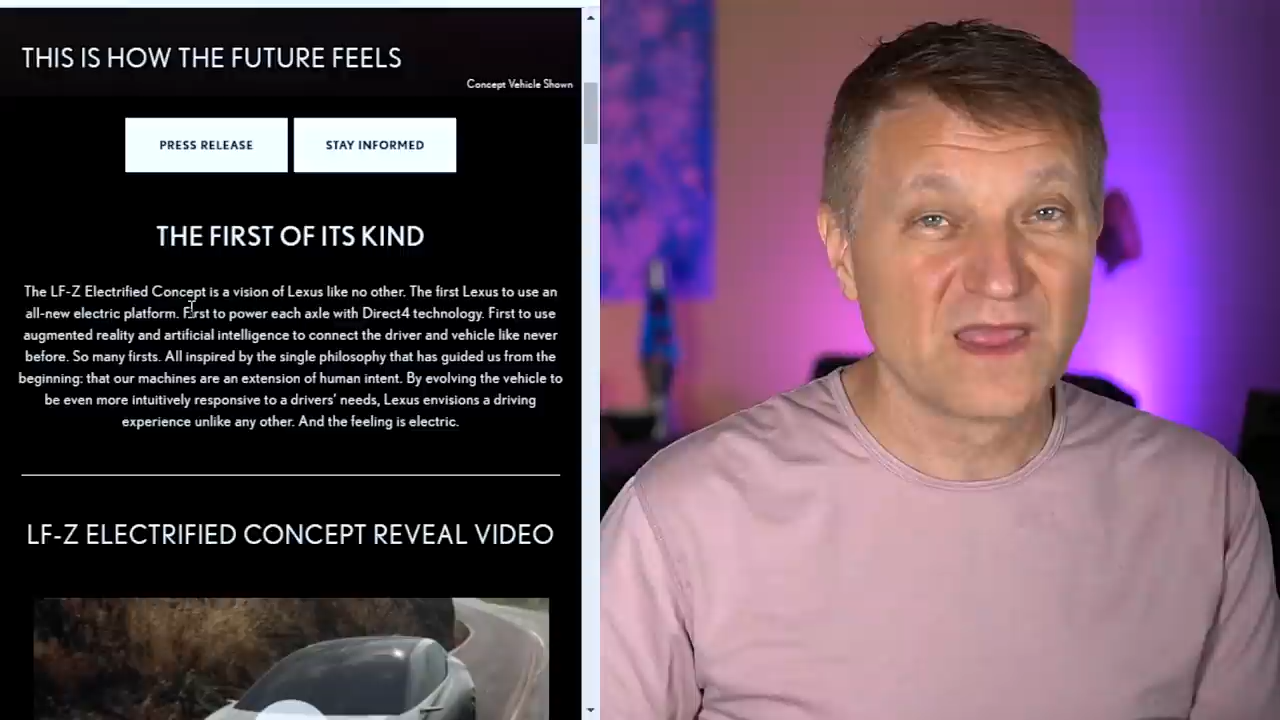 THIS IS HOW THE FUTURE FEELS
Concept Vehicle Shown
PRESS RELEASE
STAY INFORMED
THE FIRST OF ITS KIND
The LF-Z Electrified Concept is a vision of Lexus like no other. The first Lexus to use an
all-new electric platform. First to power each axle with Direct4 technology. First to use
augmented reality and artificial intelligence to connect the driver and vehicle like never
before. So many firsts. All inspired by the single philosophy that has guided us from the
beginning: that our machines are an extension of human intent. By evolving the vehicle to
be even more intuitively responsive to a drivers' needs, Lexus envisions a driving
experience unlike any other. And the feeling is electric.
LF-Z ELECTRIFIED CONCEPT REVEAL VIDEO